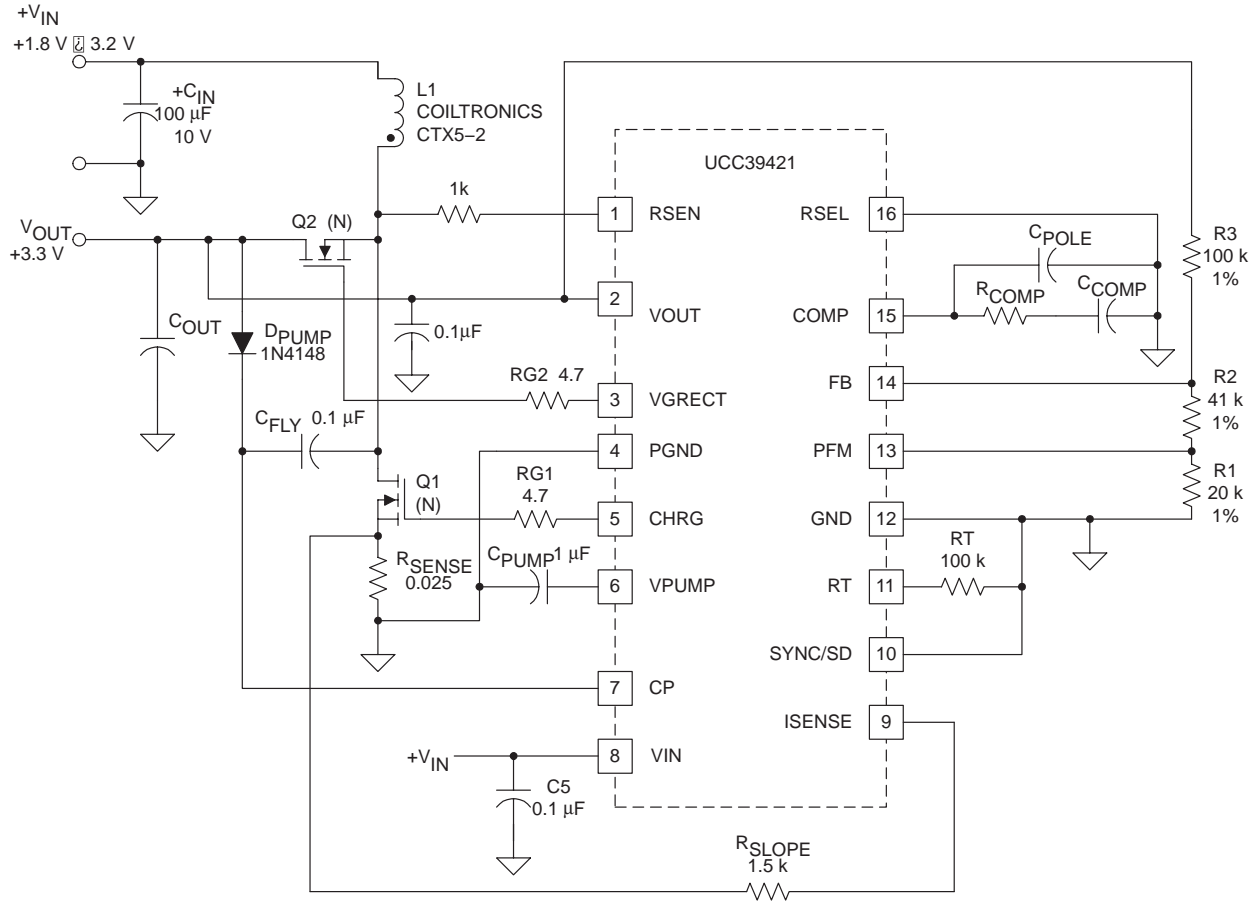 +VIN
+1.8 V ¿ 3.2 V
+CIN
100 μF
10 V
L1
COILTRONICS
CTX5–2
UCC39421
1k
1
RSEN
RSEL
16
VOUT
+3.3 V
Q2 (N)
CPOLE
R3
100 k
1%
2
VOUT
COMP
15
RCOMP
CCOMP
COUT
DPUMP
1N4148
0.1μF
RG2 4.7
3
VGRECT
FB
14
R2
41 k
1%
CFLY 0.1 μF
4
PGND
PFM
13
Q1
(N)
RG1
4.7
R1
20 k
1%
5
CHRG
GND
12
RSENSE
0.025
CPUMP 1 μF
6
VPUMP
RT
11
RT
100 k
SYNC/SD
10
7
CP
ISENSE
9
+VIN
8
VIN
C5
0.1 μF
RSLOPE
1.5 k